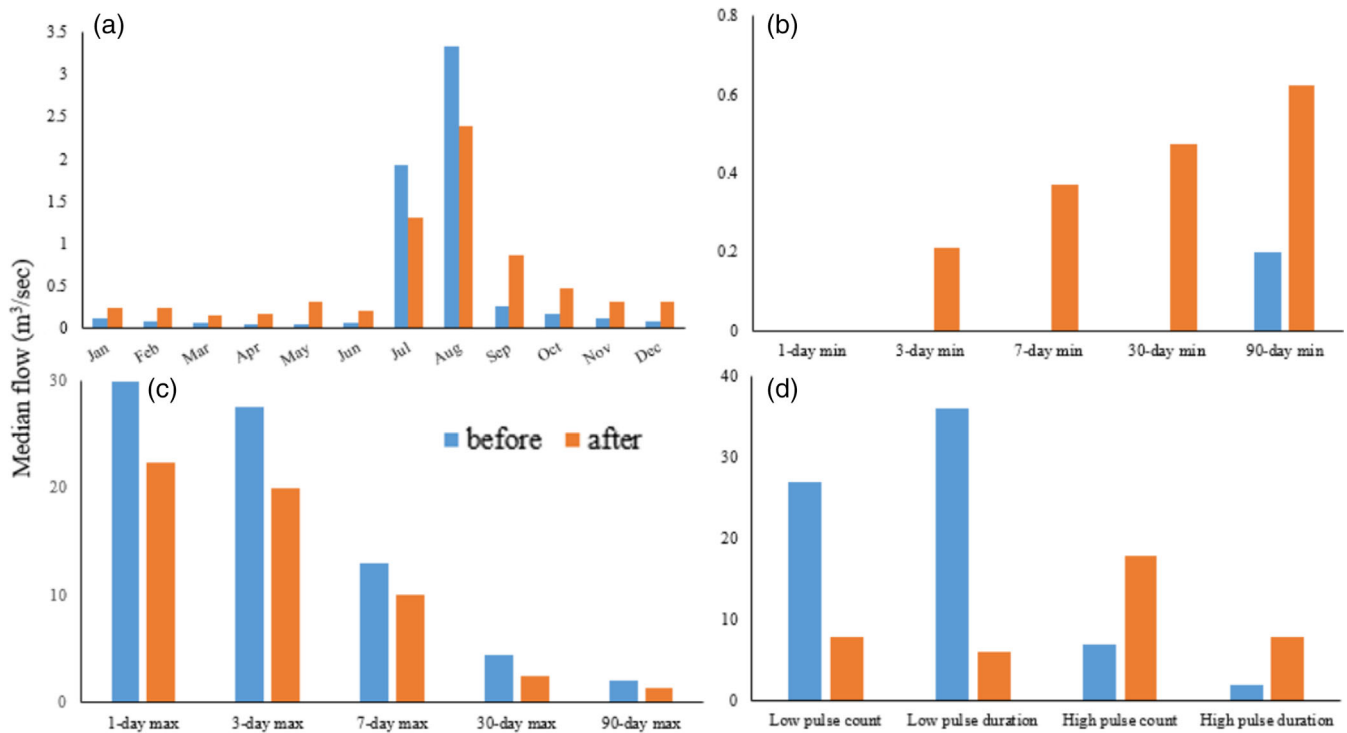 (a)
3.5
3
2.5
2
1.5
1
0.5
0
Jan Feb Mar Apr May Jun Jul Aug Sep Oct Nov Dec
(b)
0.8
0.6
0.4
0.2
0
1-day min 3-day min 7-day min 30-day min 90-day min
Median flow (m³/sec)
(c)
30
20
10
0
before after
1-day max 3-day max 7-day max 30-day max 90-day max
(d)
40
30
20
10
0
Low pulse count Low pulse duration High pulse count High pulse duration